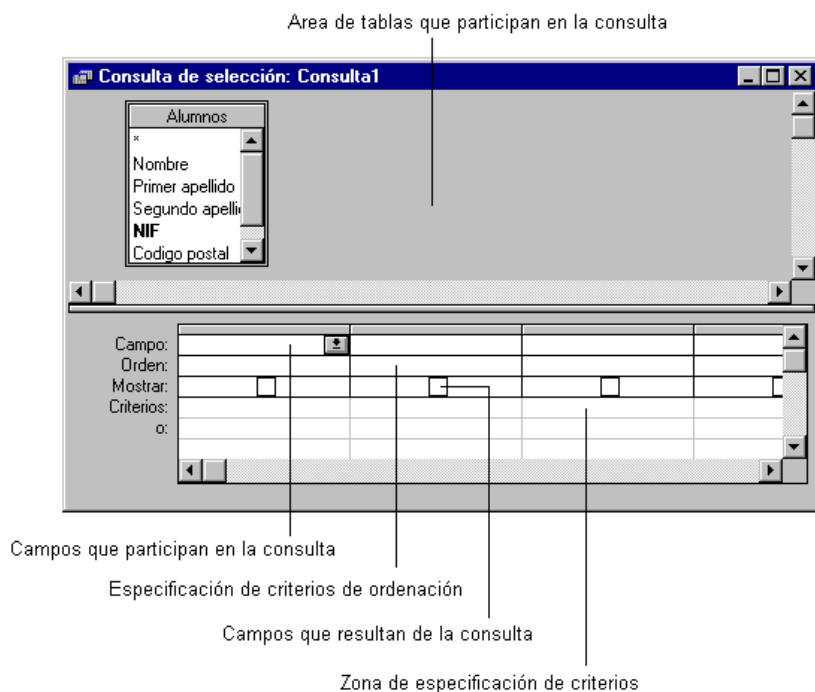 Area de tablas que participan en la consulta
Consulta de selección: Consulta1
Alumnos
*
Nombre
Primer apellido
Segundo apelli
NIF
Codigo postal
Campo:
Orden:
Mostrar:
Criterios:
o:
Campos que participan en la consulta
Especificación de criterios de ordenación
Campos que resultan de la consulta
Zona de especificación de criterios